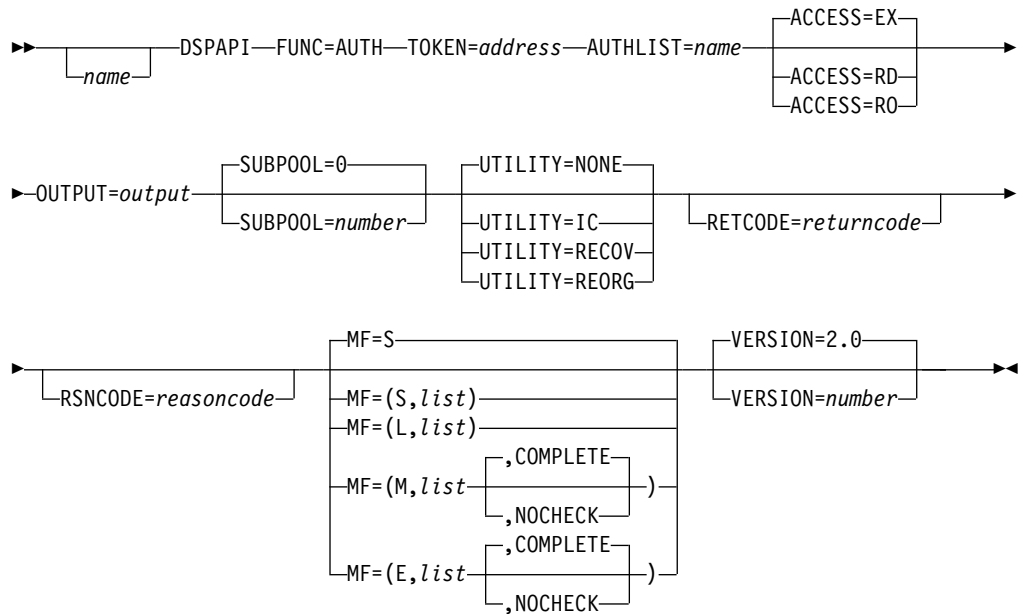 ACCESS=EX
name DSPAPI FUNC=AUTH TOKEN=address AUTHLIST=name
ACCESS=RD
ACCESS=RO
SUBPOOL=0 UTILITY=NONE
OUTPUT=output
SUBPOOL=number UTILITY=IC RETCODE=returncode
UTILITY=RECOV
UTILITY=REORG
MF=S VERSION=2.0
RSNCODE=reasoncode MF=(S,list) VERSION=number
MF=(L,list)
,COMPLETE
MF=(M,list )
,NOCHECK
,COMPLETE
MF=(E,list )
,NOCHECK